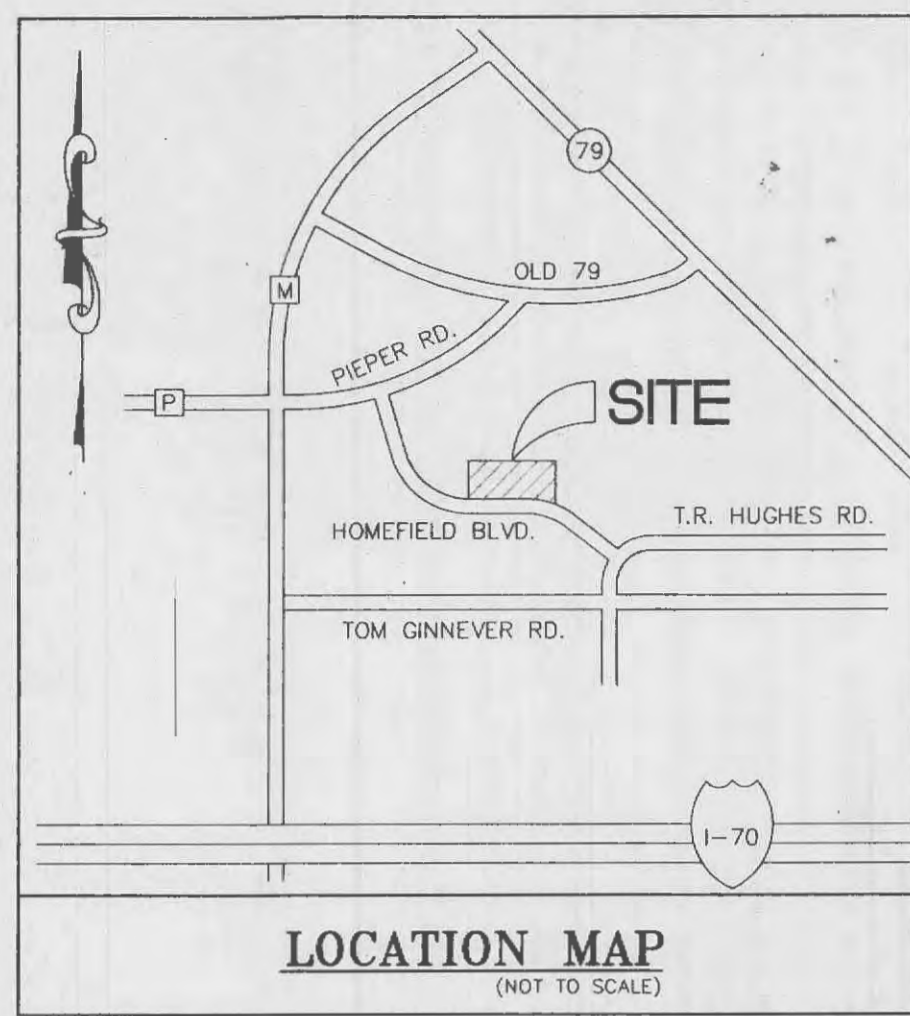 79
OLD 79
M
PIEPER RD.
P
SITE
T.R. HUGHES RD.
HOMEFIELD BLVD.
TOM GINNEVER RD.
I-70
LOCATION MAP
(NOT TO SCALE)